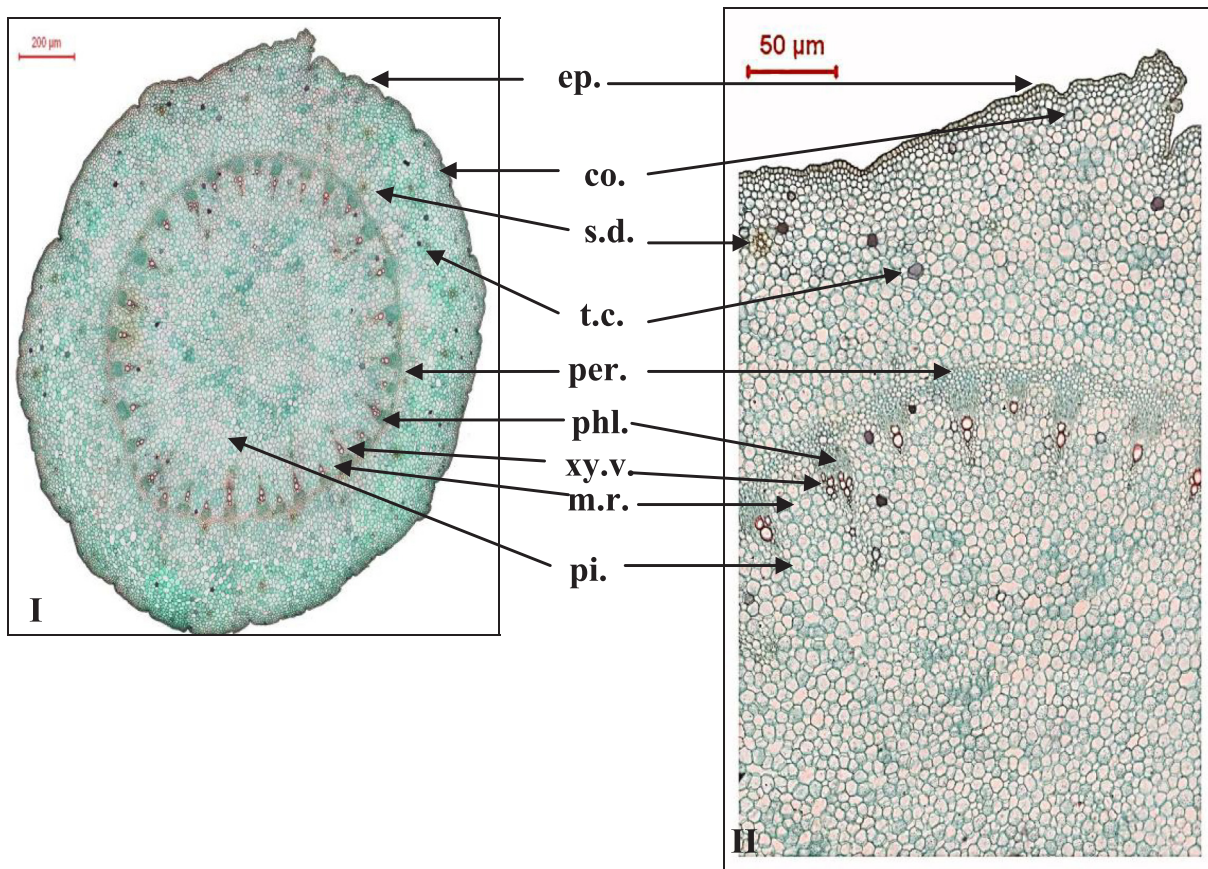 200 µm
50 µm
ep.
co.
s.d.
t.c.
per.
phl.
xy.v.
m.r.
pi.
I
II